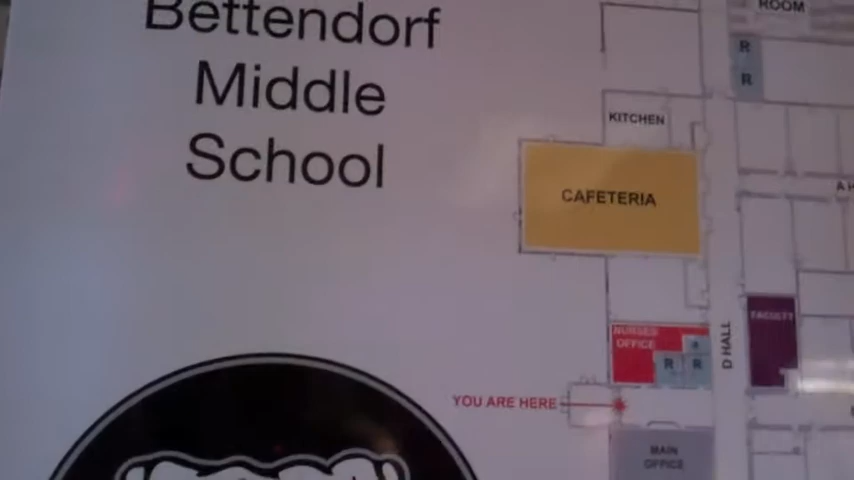 Bettendorf
Middle
School
ROOM
R
R
KITCHEN
CAFETERIA
NURSES
OFFICE
R R
FACULTY
D HALL
YOU ARE HERE
MAIN
OFFICE